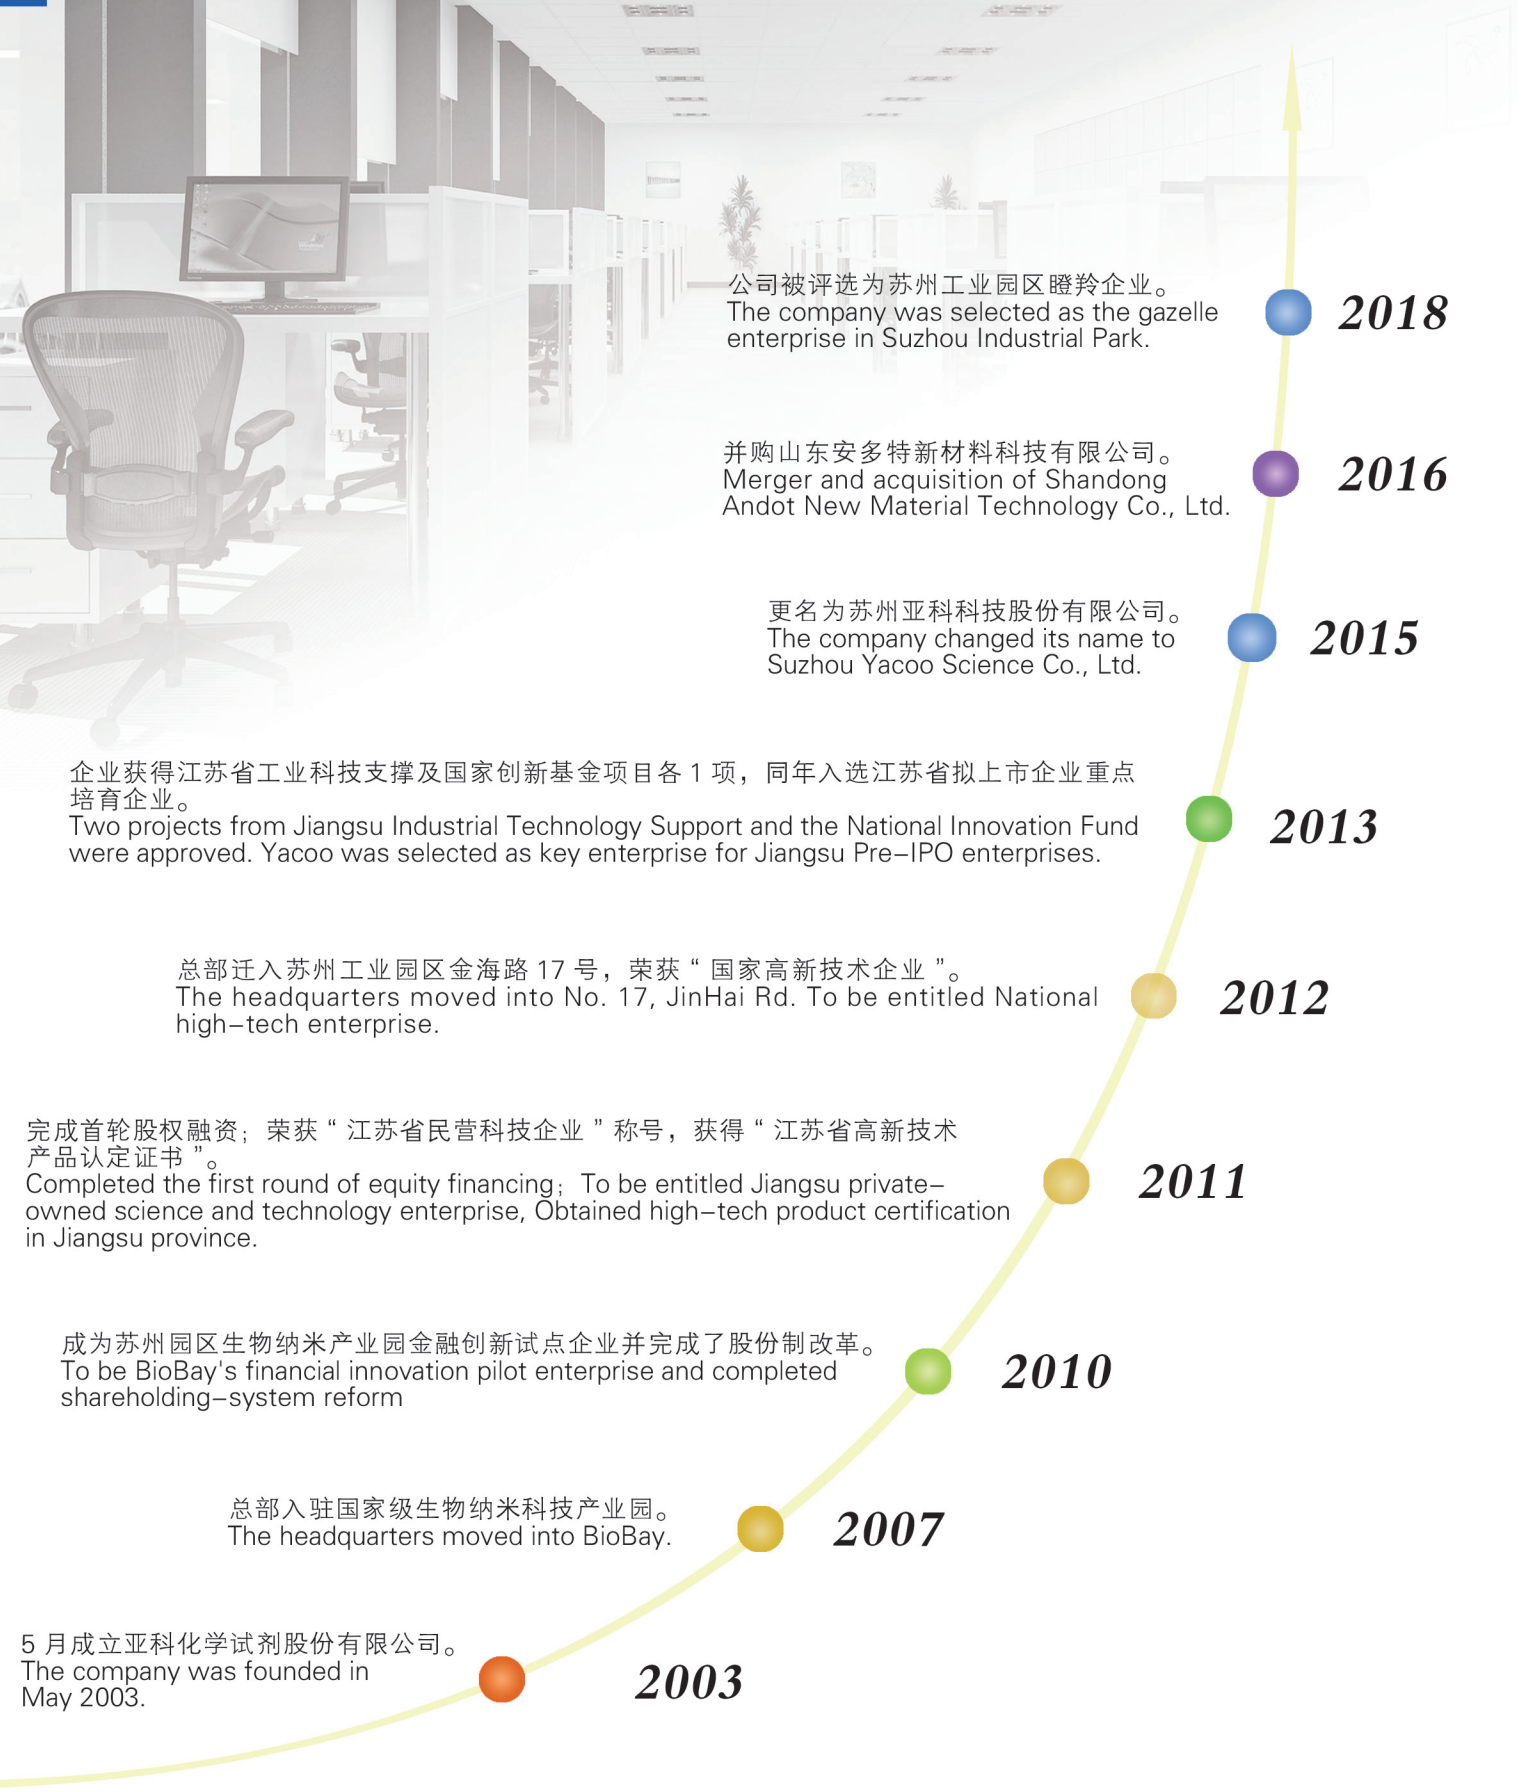 公司被评选为苏州工业园区瞪羚企业。
The company was selected as the gazelle
enterprise in Suzhou Industrial Park.
2018
并购山东安多特新材料科技有限公司。
Merger and acquisition of Shandong
Andot New Material Technology Co., Ltd.
2016
更名为苏州亚科科技股份有限公司。
The company changed its name to
Suzhou Yacoo Science Co., Ltd.
2015
企业获得江苏省工业科技支撑及国家创新基金项目各 1 项，同年入选江苏省拟上市企业重点
培育企业。
Two projects from Jiangsu Industrial Technology Support and the National Innovation Fund
were approved. Yacoo was selected as key enterprise for Jiangsu Pre–IPO enterprises.
2013
总部迁入苏州工业园区金海路 17 号，荣获“ 国家高新技术企业 ”。
The headquarters moved into No. 17, JinHai Rd. To be entitled National
high–tech enterprise.
2012
完成首轮股权融资；荣获“ 江苏省民营科技企业 ” 称号，获得“ 江苏省高新技术
产品认定证书 ”。
Completed the first round of equity financing；To be entitled Jiangsu private–
owned science and technology enterprise, Obtained high–tech product certification
in Jiangsu province.
2011
成为苏州园区生物纳米产业园金融创新试点企业并完成了股份制改革。
To be BioBay's financial innovation pilot enterprise and completed
shareholding–system reform
2010
总部入驻国家级生物纳米科技产业园。
The headquarters moved into BioBay.
2007
5 月成立亚科化学试剂股份有限公司。
The company was founded in
May 2003.
2003